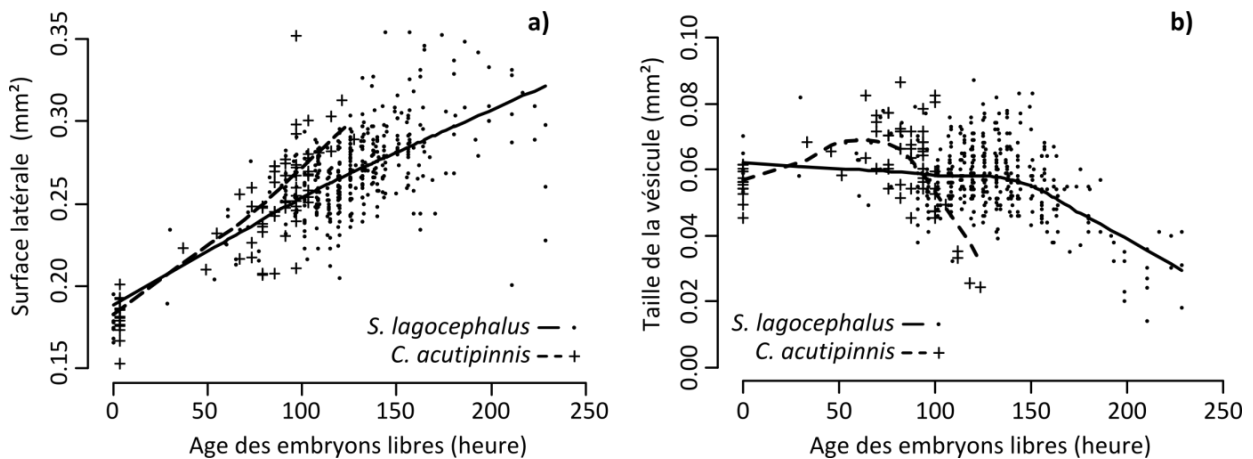 a)
Surface latérale (mm²)
0.35
0.30
0.25
0.20
0.15
S. lagocephalus
C. acutipinnis
0 50 100 150 200 250
Age des embryons libres (heure)
b)
Taille de la vésicule (mm²)
0.10
0.08
0.06
0.04
0.02
0.00
S. lagocephalus
C. acutipinnis
0 50 100 150 200 250
Age des embryons libres (heure)